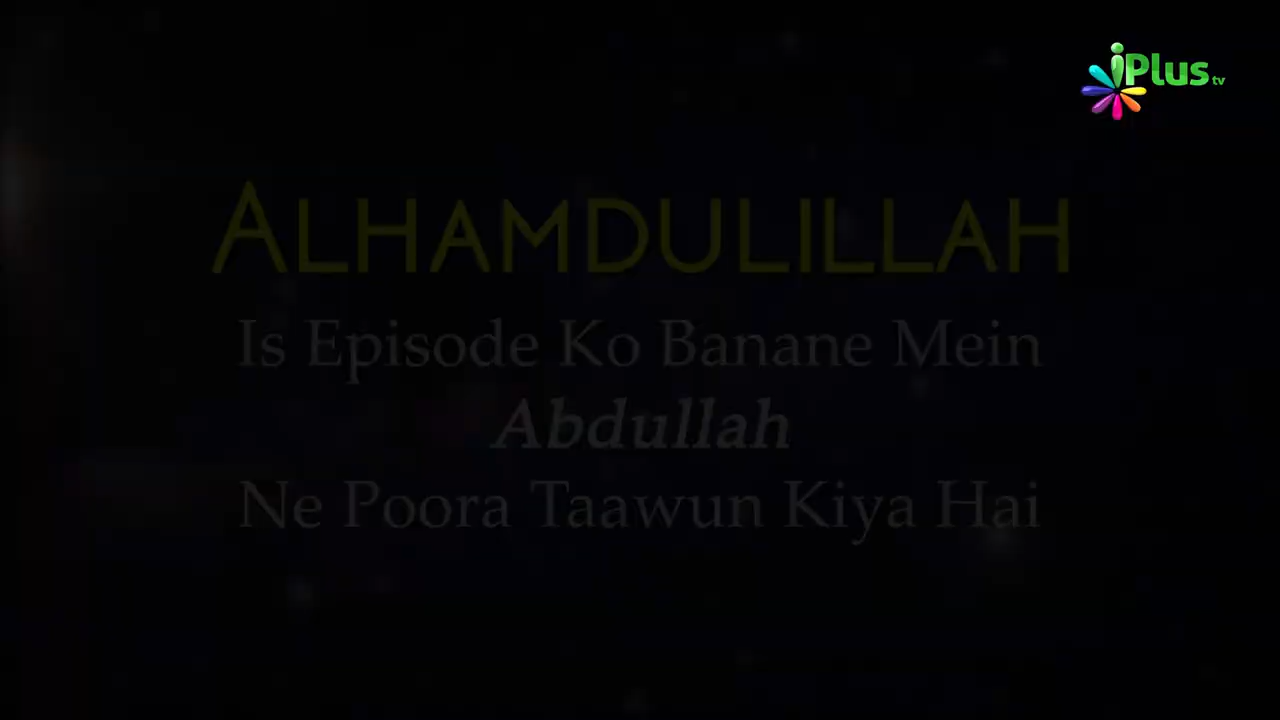 iPlus tv
ALHAMDULILLAH
Is Episode Ko Banane Mein
Abdullah
Ne Poora Taawun Kiya Hai